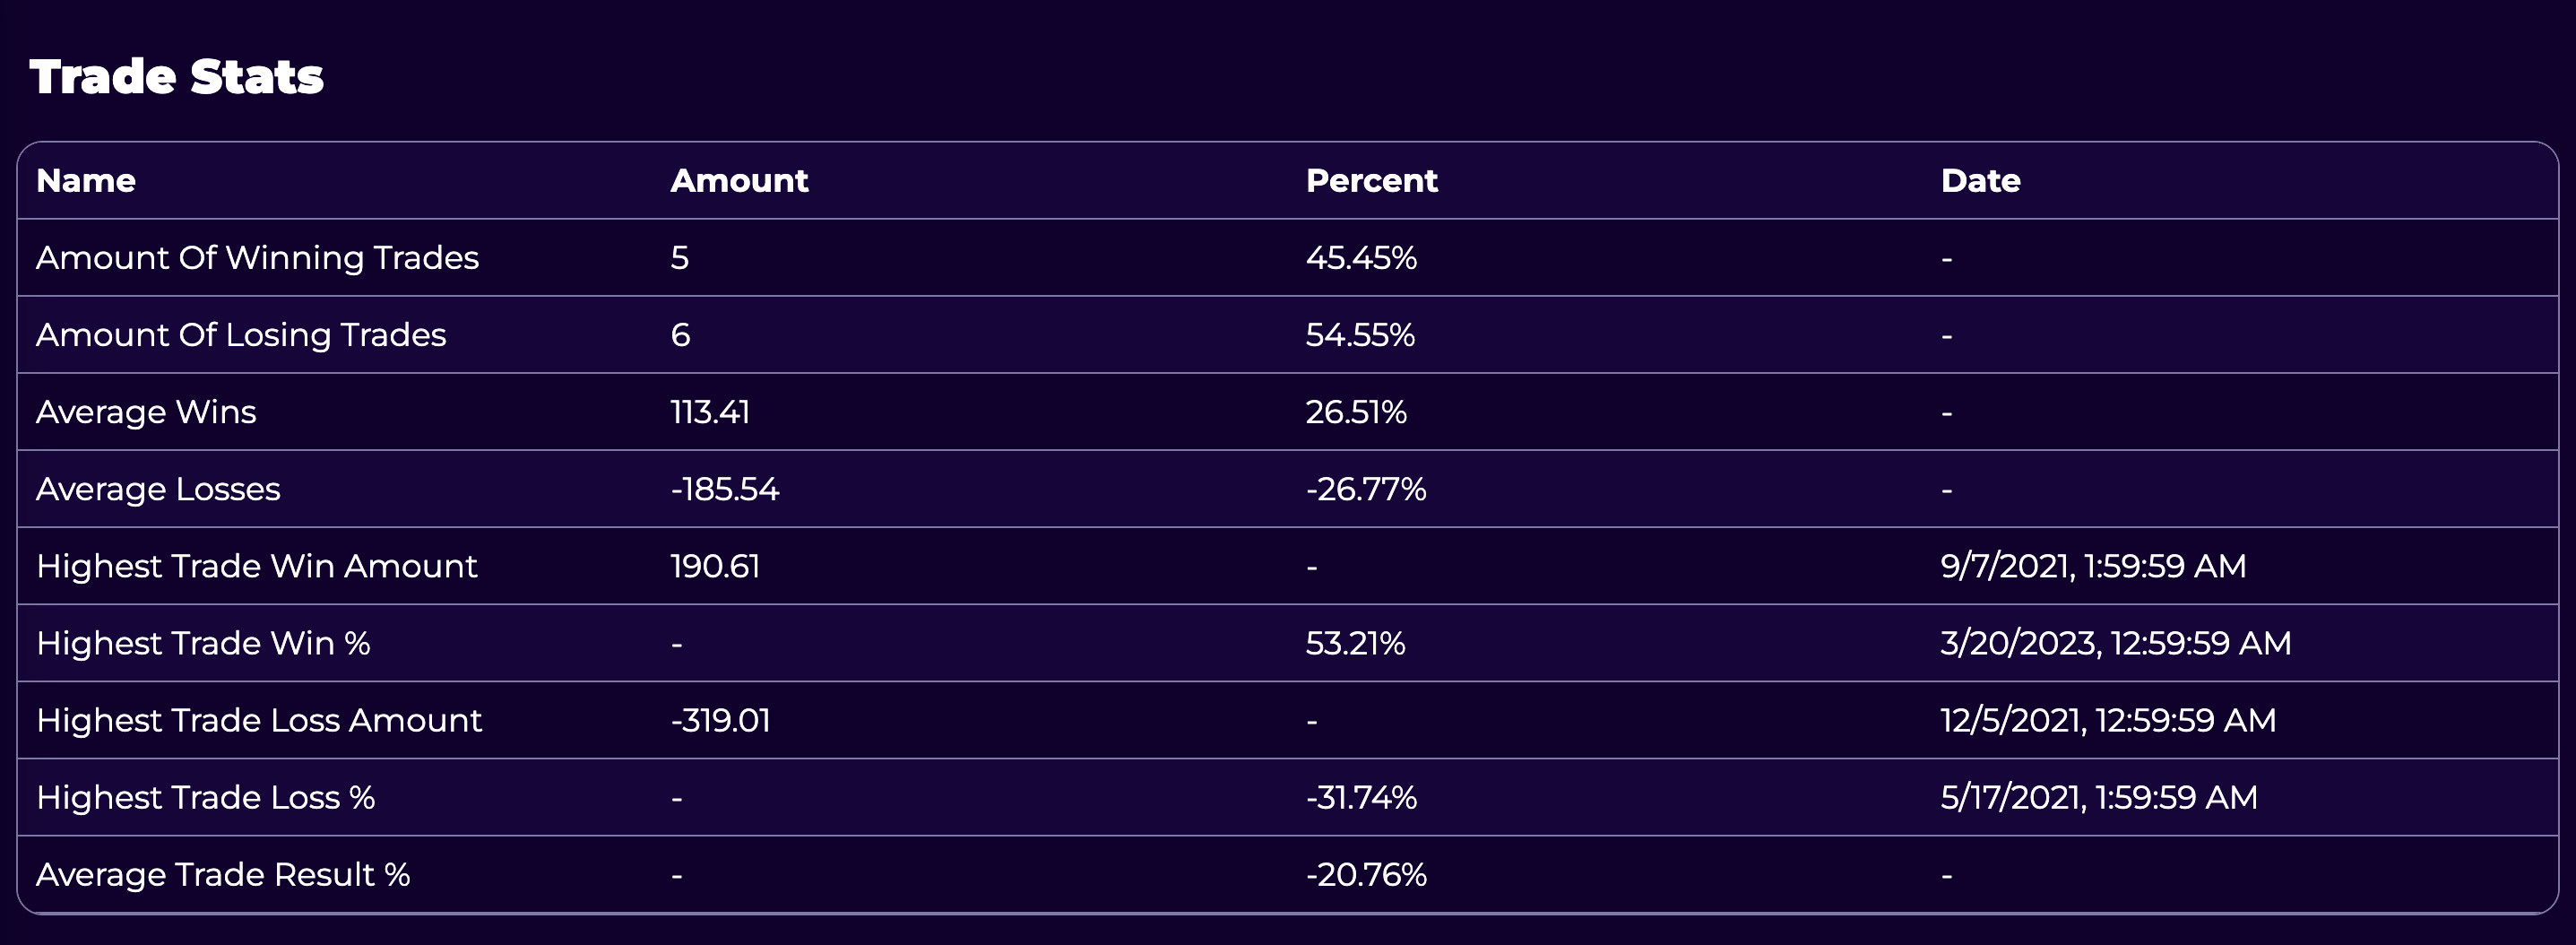 Trade Stats
Name Amount Percent Date
Amount Of Winning Trades 5 45.45% -
Amount Of Losing Trades 6 54.55% -
Average Wins 113.41 26.51% -
Average Losses -185.54 -26.77% -
Highest Trade Win Amount 190.61 - 9/7/2021, 1:59:59 AM
Highest Trade Win % - 53.21% 3/20/2023, 12:59:59 AM
Highest Trade Loss Amount -319.01 - 12/5/2021, 12:59:59 AM
Highest Trade Loss % - -31.74% 5/17/2021, 1:59:59 AM
Average Trade Result % - -20.76% -